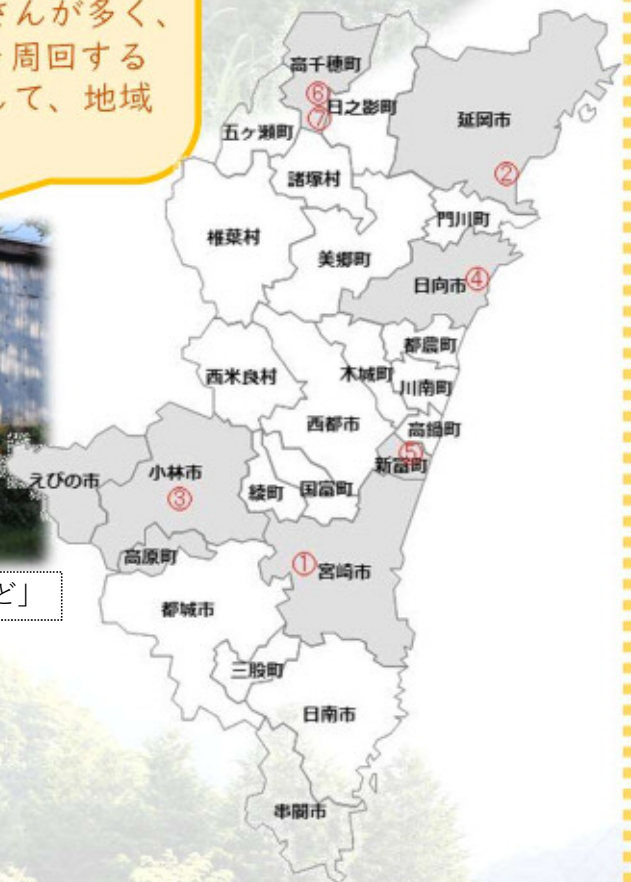 さんが多く、
周回する
して、地域
ど」
高千穂町
⑥
⑦
日之影町
五ヶ瀬町
延岡市
②
諸塚村
門川町
椎葉村
美郷町
日向市
④
都農町
西米良村
木城町
川南町
西都市
高鍋町
⑤
新富町
えびの市
小林市
③
綾町
国富町
高原町
①
宮崎市
都城市
三股町
日南市
串間市